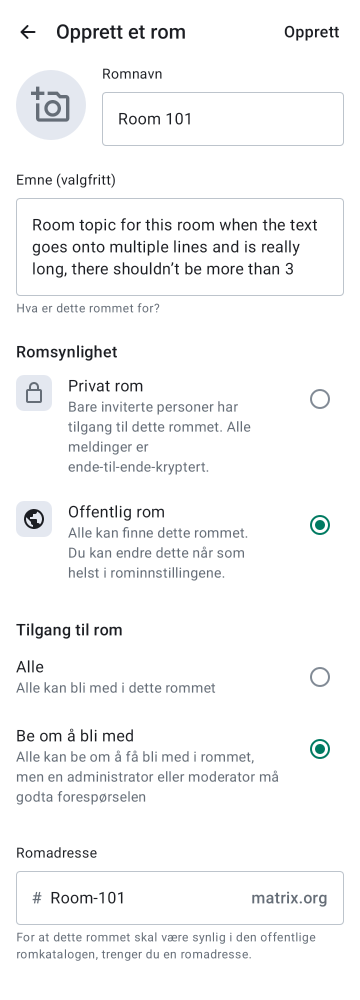 Opprett et rom
Opprett
Romnavn
Room 101
Emne (valgfritt)
Room topic for this room when the text
goes onto multiple lines and is really
long, there shouldn’t be more than 3
Hva er dette rommet for?
Romsynlighet
Privat rom
Bare inviterte personer har
tilgang til dette rommet. Alle
meldinger er
ende-til-ende-kryptert.
Offentlig rom
Alle kan finne dette rommet.
Du kan endre dette når som
helst i rominnstillingene.
Tilgang til rom
Alle
Alle kan bli med i dette rommet
Be om å bli med
Alle kan be om å få bli med i rommet,
men en administrator eller moderator må
godta forespørselen
Romadresse
# Room-101 matrix.org
For at dette rommet skal være synlig i den offentlige
romkatalogen, trenger du en romadresse.